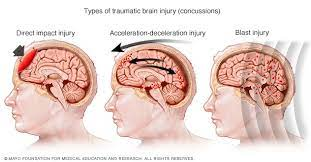 Types of traumatic brain injury (concussions)
Direct impact injury
Acceleration-deceleration injury
Blast injury
© MAYO FOUNDATION FOR MEDICAL EDUCATION AND RESEARCH. ALL RIGHTS RESERVED.